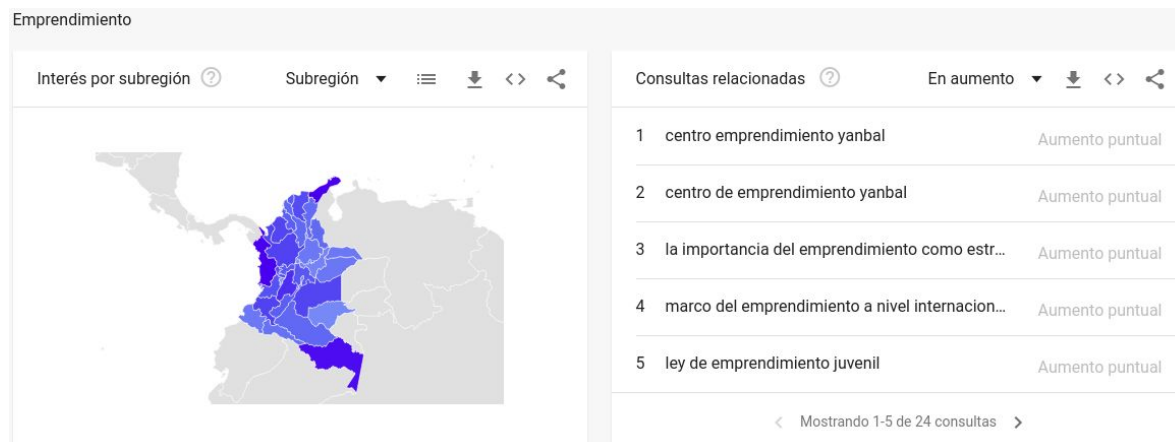 Emprendimiento
Interés por subregión
Subregión
Consultas relacionadas
En aumento
1 centro emprendimiento yanbal Aumento puntual
2 centro de emprendimiento yanbal Aumento puntual
3 la importancia del emprendimiento como estr... Aumento puntual
4 marco del emprendimiento a nivel internacion... Aumento puntual
5 ley de emprendimiento juvenil Aumento puntual
Mostrando 1-5 de 24 consultas